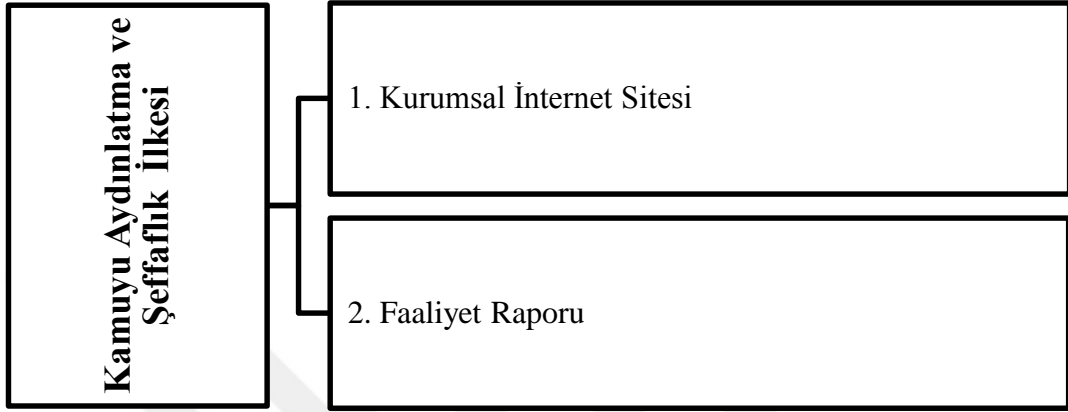 Kamuyu Aydınlatma ve
Şeffaflık İlkesi
1. Kurumsal İnternet Sitesi
2. Faaliyet Raporu